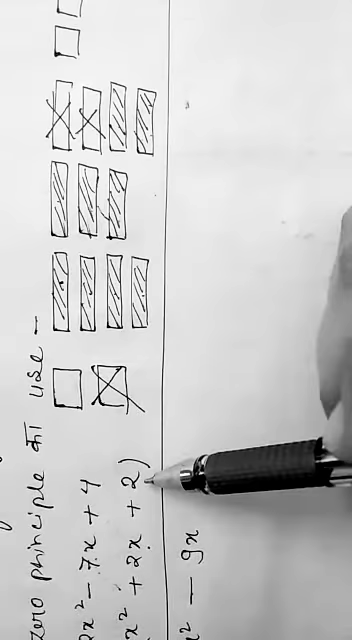 zero principle का use -
2x² - 7x + 4
x² + 2x + 2)
x² - 9x